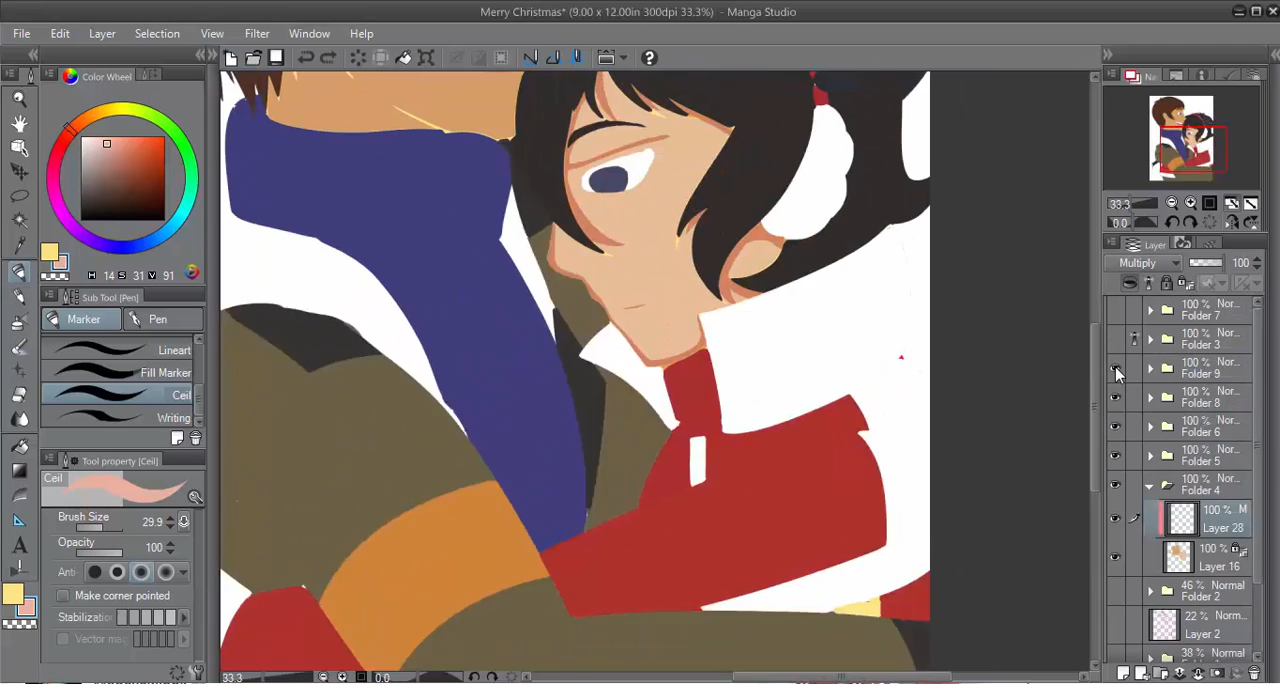 Merry Christmas* (9.00 x 12.00in 300dpi 33.3%) - Manga Studio
File Edit Layer Selection View Filter Window Help
Color Wheel
H 14 S 31 V 91
Sub Tool [Pen]
Marker Pen
Lineart
Fill Marker
Ceil
Writing
Tool property [Ceil]
Ceil
Brush Size 29.9
Opacity 100
Anti
Make corner pointed
Stabilization
Vector mag
33.3 0.0
Na
33.3
0.0
Layer
Multiply 100
100 % Nor...
Folder 7
100 % Nor...
Folder 3
100 % Nor...
Folder 9
100 % Nor...
Folder 8
100 % Nor...
Folder 6
100 % Nor...
Folder 5
100 % Nor...
Folder 4
100 % M
Layer 28
100 %
Layer 16
46 % Normal
Folder 2
22 % Norm...
Layer 2
38 % Normal